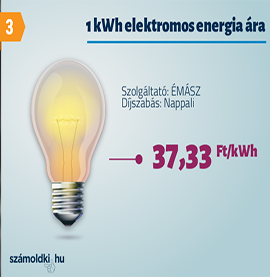 3
1 kWh elektromos energia ára
Szolgáltató: ÉMÁSZ
Díjszabás: Nappali
37,33 Ft/kWh
számoldki.hu